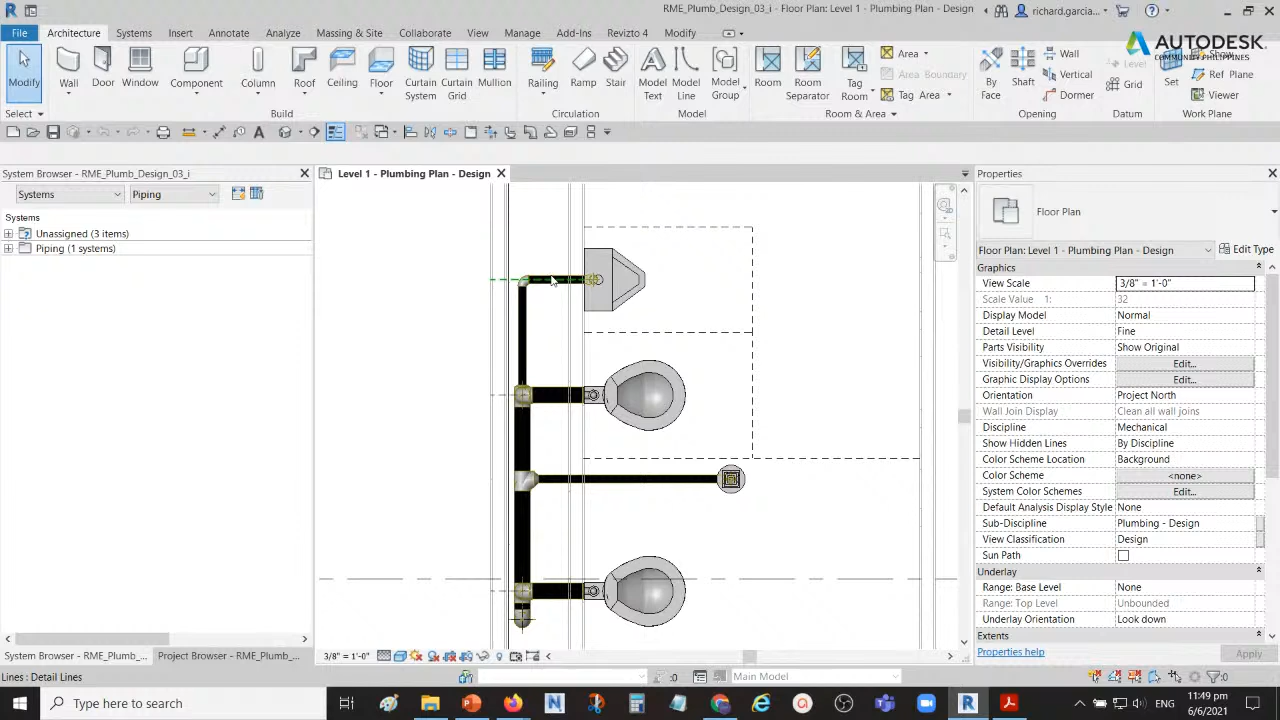 RME_Plumb_Design_03_i - Floor Plan: Level 1 - Plumbing Plan - Design
richard.garcia...
File Architecture Systems Insert Annotate Analyze Massing & Site Collaborate View Manage Add-Ins Revizto 4 Modify
AUTODESK
COMMUNITY PHILIPPINES
Modify
Wall
Door
Window
Component
Column
Roof
Ceiling
Floor
Curtain System
Curtain Grid
Mullion
Railing
Ramp
Stair
Model Text
Model Line
Model Group
Room
Room Separator
Tag Room
Area
Area Boundary
Tag Area
By Face
Shaft
Wall
Vertical
Dormer
Level
Grid
Set
Show
Ref Plane
Viewer
Select Build Circulation Model Room & Area Opening Datum Work Plane
System Browser - RME_Plumb_Design_03_i
Systems Piping
Systems
Unassigned (3 items)
Piping (1 systems)
Level 1 - Plumbing Plan - Design
Properties
Floor Plan
Floor Plan: Level 1 - Plumbing Plan - Design Edit Type
Graphics
View Scale 3/8" = 1'-0"
Scale Value 1: 32
Display Model Normal
Detail Level Fine
Parts Visibility Show Original
Visibility/Graphics Overrides Edit...
Graphic Display Options Edit...
Orientation Project North
Wall Join Display Clean all wall joins
Discipline Mechanical
Show Hidden Lines By Discipline
Color Scheme Location Background
Color Scheme <none>
System Color Schemes Edit...
Default Analysis Display Style None
Sub-Discipline Plumbing - Design
View Classification Design
Sun Path
Underlay
Range: Base Level None
Range: Top Level Unbounded
Underlay Orientation Look down
Extents
Properties help Apply
System Browser - RME_Plumb_... Project Browser - RME_Plumb_...
3/8" = 1'-0"
Lines : Detail Lines
:0
Main Model
:0
Type here to search
ENG
11:49 pm
6/6/2021